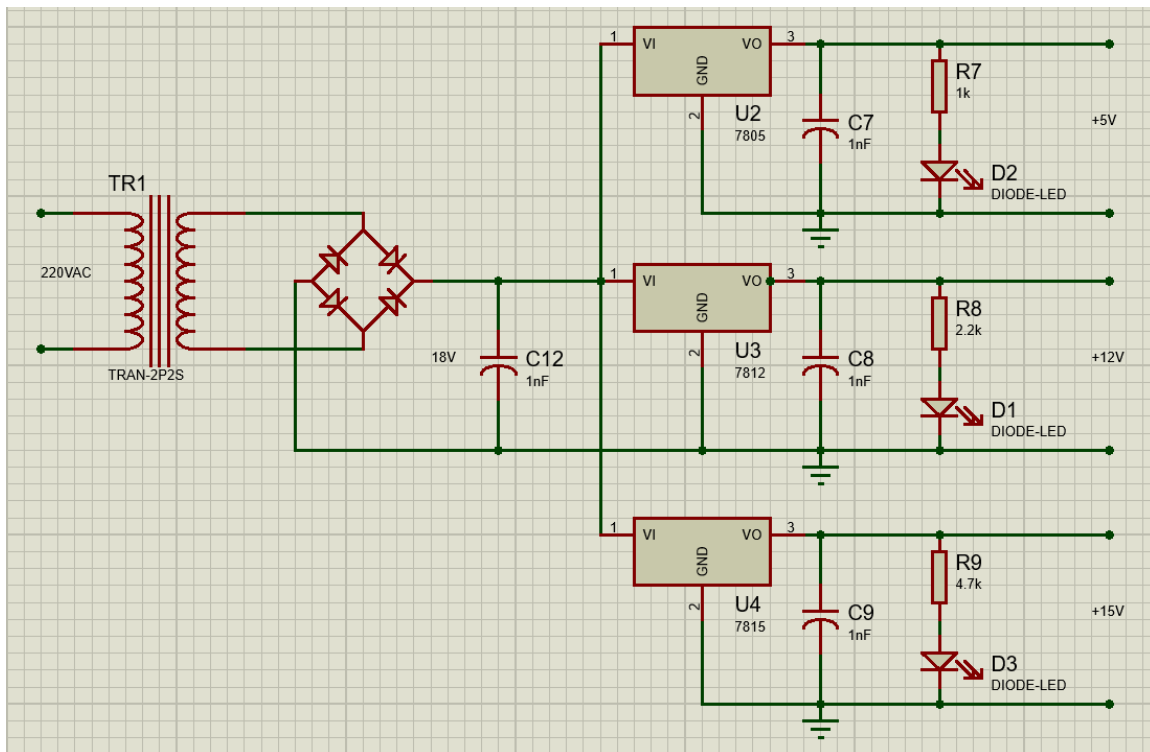 1
VI
VO
3
GND
2
U2
7805
C7
1nF
R7
1k
+5V
D2
DIODE-LED
TR1
220VAC
TRAN-2P2S
18V
C12
1nF
1
VI
VO
3
GND
2
U3
7812
C8
1nF
R8
2.2k
+12V
D1
DIODE-LED
1
VI
VO
3
GND
2
U4
7815
C9
1nF
R9
4.7k
+15V
D3
DIODE-LED